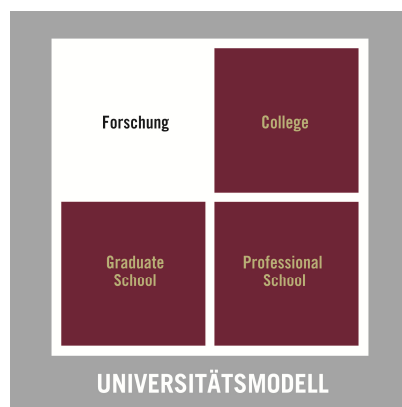 Forschung
College
Graduate
School
Professional
School
UNIVERSITÄTSMODELL